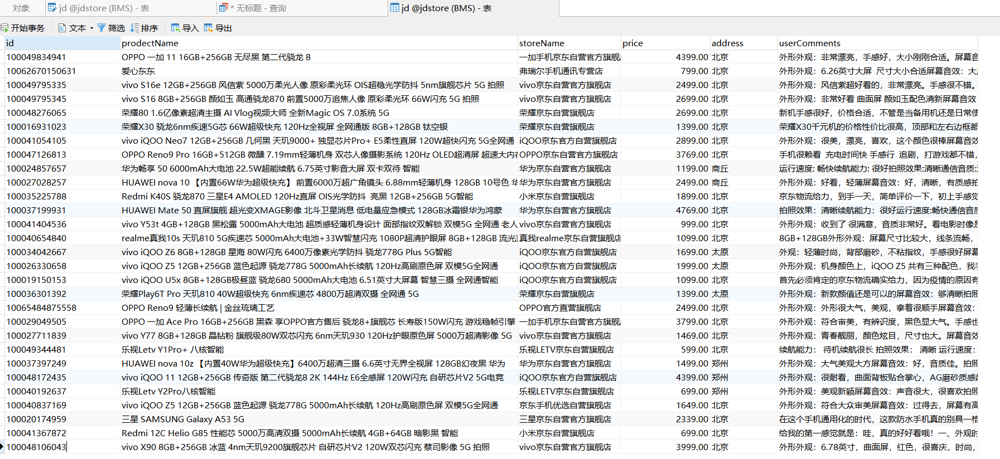 对象 jd @jdstore (BMS) - 表 * 无标题 - 查询 jd @jdstore (BMS) - 表
开始事务 文本 筛选 排序 导入 导出
id prodectName storeName price address userComments
100049834941 OPPO 一加 11 16GB+256GB 无尽黑 第二代骁龙 8 一加手机京东自营官方旗舰 4399.00 北京 外形外观：非常漂亮，手感好，大小刚刚合适。屏幕音
10062670150631 爱心东东 弗瑞尔手机通讯专营店 799.00 北京 外形外观：6.26英寸大屏 尺寸大小合适屏幕音效：大
100049795335 vivo S16e 12GB+256GB 风信紫 5000万柔光人像 原彩柔光环 OIS超稳光学防抖 5nm旗舰芯片 5G 拍照 vivo京东自营官方旗舰店 2499.00 北京 外形外观：风信紫超好看的，非常漂亮。手感很不错。
100049795345 vivo S16 8GB+256GB 颜如玉 高通骁龙870 前置5000万追焦人像 原彩柔光环 66W闪充 5G 拍照 vivo京东自营官方旗舰店 2699.00 北京 外形外观：非常好看 曲面屏 颜如玉配色清新屏幕音效
100048276065 荣耀80 1.6亿像素超清主摄 AI Vlog视频大师 全新Magic OS 7.0系统 5G 荣耀京东自营旗舰店 2699.00 北京 新机手感很好，价格合适，不管是当备用机还是日常使
100016931023 荣耀X30 骁龙6nm疾速5G芯 66W超级快充 120Hz全视屏 全网通版 8GB+128GB 钛空银 荣耀京东自营旗舰店 1399.00 北京 荣耀X30千元机的价格性价比很高，顶部和左右边框都
100041054105 vivo iQOO Neo7 12GB+256GB 几何黑 天玑9000+ 独显芯片Pro+ E5柔性直屏 120W超快闪充 5G全网通 iQOO京东官方自营旗舰店 2899.00 北京 外形外观：很美，漂亮，喜欢，这个颜色很棒屏幕音效
100047126813 OPPO Reno9 Pro 16GB+512GB 微醺 7.19mm轻薄机身 双芯人像摄影系统 120Hz OLED超清屏 超速大内存 OPPO京东自营官方旗舰店 3769.00 北京 手机很赖看 充电时间快 手感行 追剧，打游戏都不错，
100024857657 华为畅享 50 6000mAh大电池 22.5W超能续航 6.75英寸影音大屏 双卡双待 智能 华为京东自营官方旗舰店 1199.00 商丘 运行速度: 畅快续航能力: 很好拍照效果:清晰通信音质:
100027028257 HUAWEI nova 10 【内置66W华为超级快充】 前置6000万超广角镜头 6.88mm轻薄机身 128GB 10号色 华 华为京东自营官方旗舰店 2499.00 商丘 外形外观：好看，轻薄屏幕音效：好，清晰，有质感拍
100035225788 Redmi K40S 骁龙870 三星E4 AMOLED 120Hz直屏 OIS光学防抖 亮黑 12GB+256GB 5G智能 小米京东自营旗舰店 1899.00 北京 京东物流给力，到手一天，简单评价一下，初上手感觉
100037199931 HUAWEI Mate 50 直屏旗舰 超光变XMAGE影像 北斗卫星消息 低电量应急模式 128GB冰霜银华为鸿蒙 华为京东自营官方旗舰店 4769.00 北京 拍照效果：清晰续航能力：很好运行速度:畅快通信音质
100041404536 vivo Y53t 4GB+128GB 黑松露 5000mAh大电池 超质感轻薄机身设计 面部指纹双解锁 双模5G 全网通 老人 vivo京东自营官方旗舰店 999.00 北京 外形外观：收到了 很满意，音质非常好。看电影时像是
100040654840 realme真我10s 天玑810 5G疾速芯 5000mAh大电池+33W智慧闪充 1080P超清护眼屏 8GB+128GB 流光 真我realme京东自营官方旗舰店 1099.00 北京 8GB+128GB外形外观：屏幕尺寸比较大，线条流畅，
100034042667 vivo iQOO Z6 8GB+128GB 星海 80W闪充 6400万像素光学防抖 骁龙778G Plus 5G智能 iQOO京东官方自营旗舰店 1699.00 太原 外观：轻薄时尚，背部磨砂，不粘指纹，手感很好屏幕
100026330658 vivo iQOO Z5 12GB+256GB 蓝色起源 骁龙778G 5000mAh长续航 120Hz高刷原色屏 双模5G全网通 iQOO京东官方自营旗舰店 1999.00 太原 外形外观：机身颜色上，iQOO Z5 共有三种配色，我手
100019150153 vivo iQOO U5x 8GB+128GB极昼蓝 骁龙680 5000mAh大电池 6.51英寸大屏幕 智慧三摄 全网通智能 iQOO京东官方自营旗舰店 1099.00 北京 首先必须肯定的京东物流确实给力，因为疫情的原因有
100036301392 荣耀Play6T Pro 天玑810 40W超级快充 6nm疾速芯 4800万超清双摄 全网通 5G 荣耀京东自营旗舰店 1399.00 太原 外形外观：新款颜值还是可以的屏幕音效：够清晰拍照
10065484875558 OPPO Reno9 轻薄长续航 | 金丝琉璃工艺 OPPO官方直营旗舰店 2499.00 北京 外形外观：外形很大气，美观，拿着很顺手屏幕音效：
100029049505 OPPO 一加 Ace Pro 16GB+256GB 黑森 享OPPO官方售后 骁龙8+旗舰芯 长寿版150W闪充 游戏稳帧引擎 一加手机京东自营官方旗舰 3799.00 北京 外形外观：符合审美，有辨识度，黑色显大气。手感也
100027711839 vivo Y77 8GB+128GB 晶钻粉 旗舰级80W双芯闪充 6nm天玑930 120Hz护眼原色屏 5000万超清影像 5G vivo京东自营官方旗舰店 1469.00 北京 外形外观：青春靓丽，颜色炫目，尺寸也大。屏幕音效
100049344481 乐视Letv Y1Pro+ 八核智能 乐视LETV京东自营旗舰店 599.00 北京 续航能力： 待机续航很长 拍照效果： 清晰 运行速度：
100037397249 HUAWEI nova 10z 【内置40W华为超级快充】6400万超清三摄 6.6英寸无界全视屏 128GB幻夜黑 华为 华为京东自营官方旗舰店 1499.00 郑州 外形外观：大气美观大方屏幕音效：好，音质佳。拍照
100048172435 vivo iQOO 11 12GB+256GB 传奇版 第二代骁龙8 2K 144Hz E6全感屏 120W闪充 自研芯片V2 5G电竞 iQOO京东官方自营旗舰店 4399.00 郑州 外形外观：很耐看，曲面背板贴合掌心，AG磨砂质感
100040192637 乐视Letv Y2Pro八核智能 乐视LETV京东自营旗舰店 699.00 郑州 外形外观：美观新颖屏幕音效：声音很大，很喜欢拍照
100040837169 vivo iQOO Z5 12GB+256GB 蓝色起源 骁龙778G 5000mAh长续航 120Hz高刷原色屏 双模5G全网通 京东手机优选自营旗舰店 1649.00 北京 外形外观：符合大众审美屏幕音效：过得去，屏幕有高
100020174959 三星 SAMSUNG Galaxy A53 5G 三星京东自营官方旗舰店 2339.00 北京 在这个手机通用化的时代，这款防水手机真的别具一格
100041367872 Redmi 12C Helio G85 性能芯 5000万高清双摄 5000mAh长续航 4GB+64GB 暗影黑 智能 小米京东自营旗舰店 699.00 北京 给我的第一感觉就是：哇，真的好好看哦！一、外观时
100048106043 vivo X90 8GB+256GB 冰蓝 4nm天玑9200旗舰芯片 自研芯片V2 120W双芯闪充 蔡司影像 5G 拍照 vivo京东自营官方旗舰店 3999.00 北京 外形外观：6.78英寸，曲面屏，红色，很喜庆，时尚，